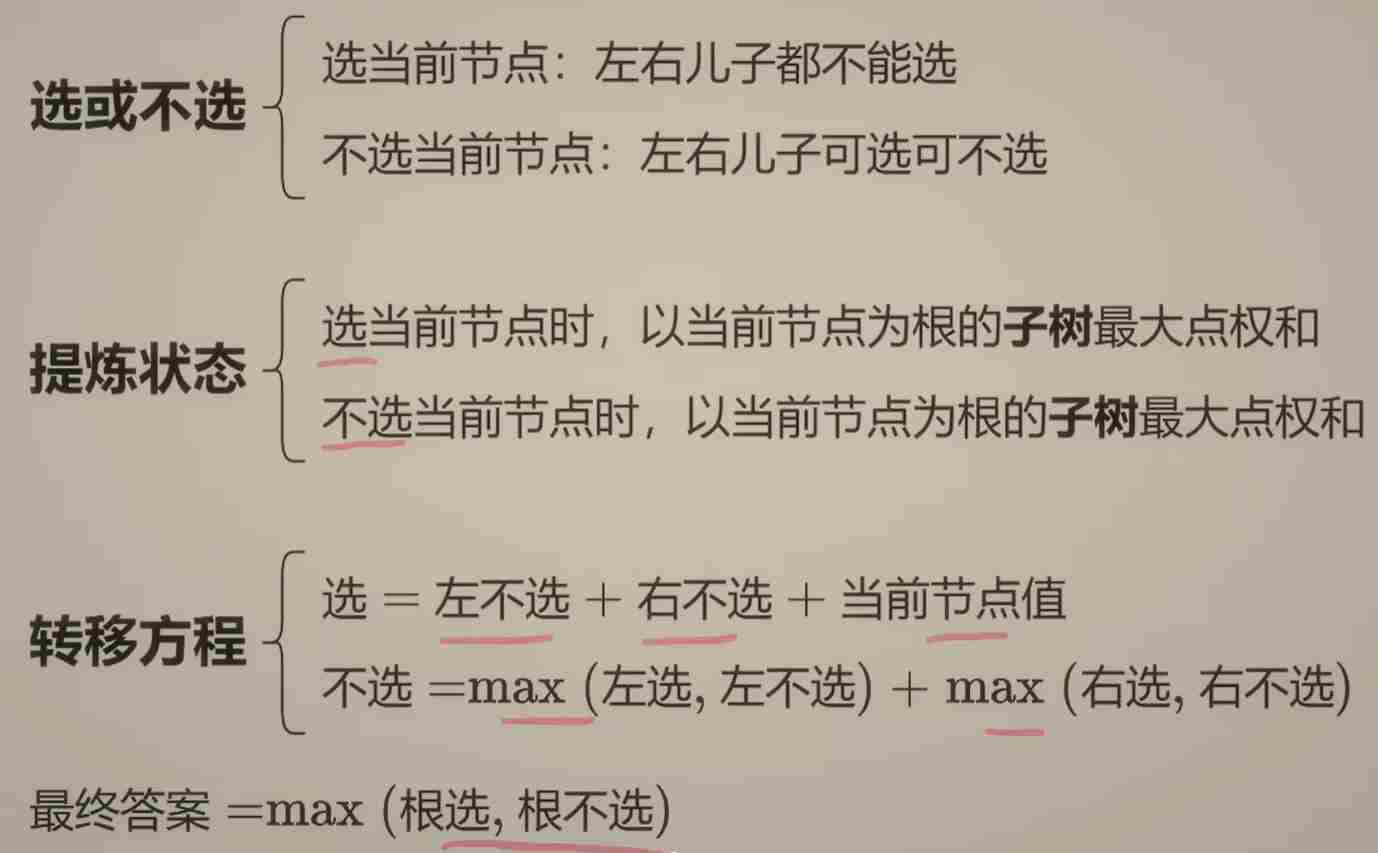 选或不选
选当前节点：左右儿子都不能选
不选当前节点：左右儿子可选可不选
提炼状态
选当前节点时，以当前节点为根的子树最大点权和
不选当前节点时，以当前节点为根的子树最大点权和
转移方程
选 = 左不选 + 右不选 + 当前节点值
不选 =max (左选, 左不选) + max (右选, 右不选)
最终答案 =max (根选, 根不选)